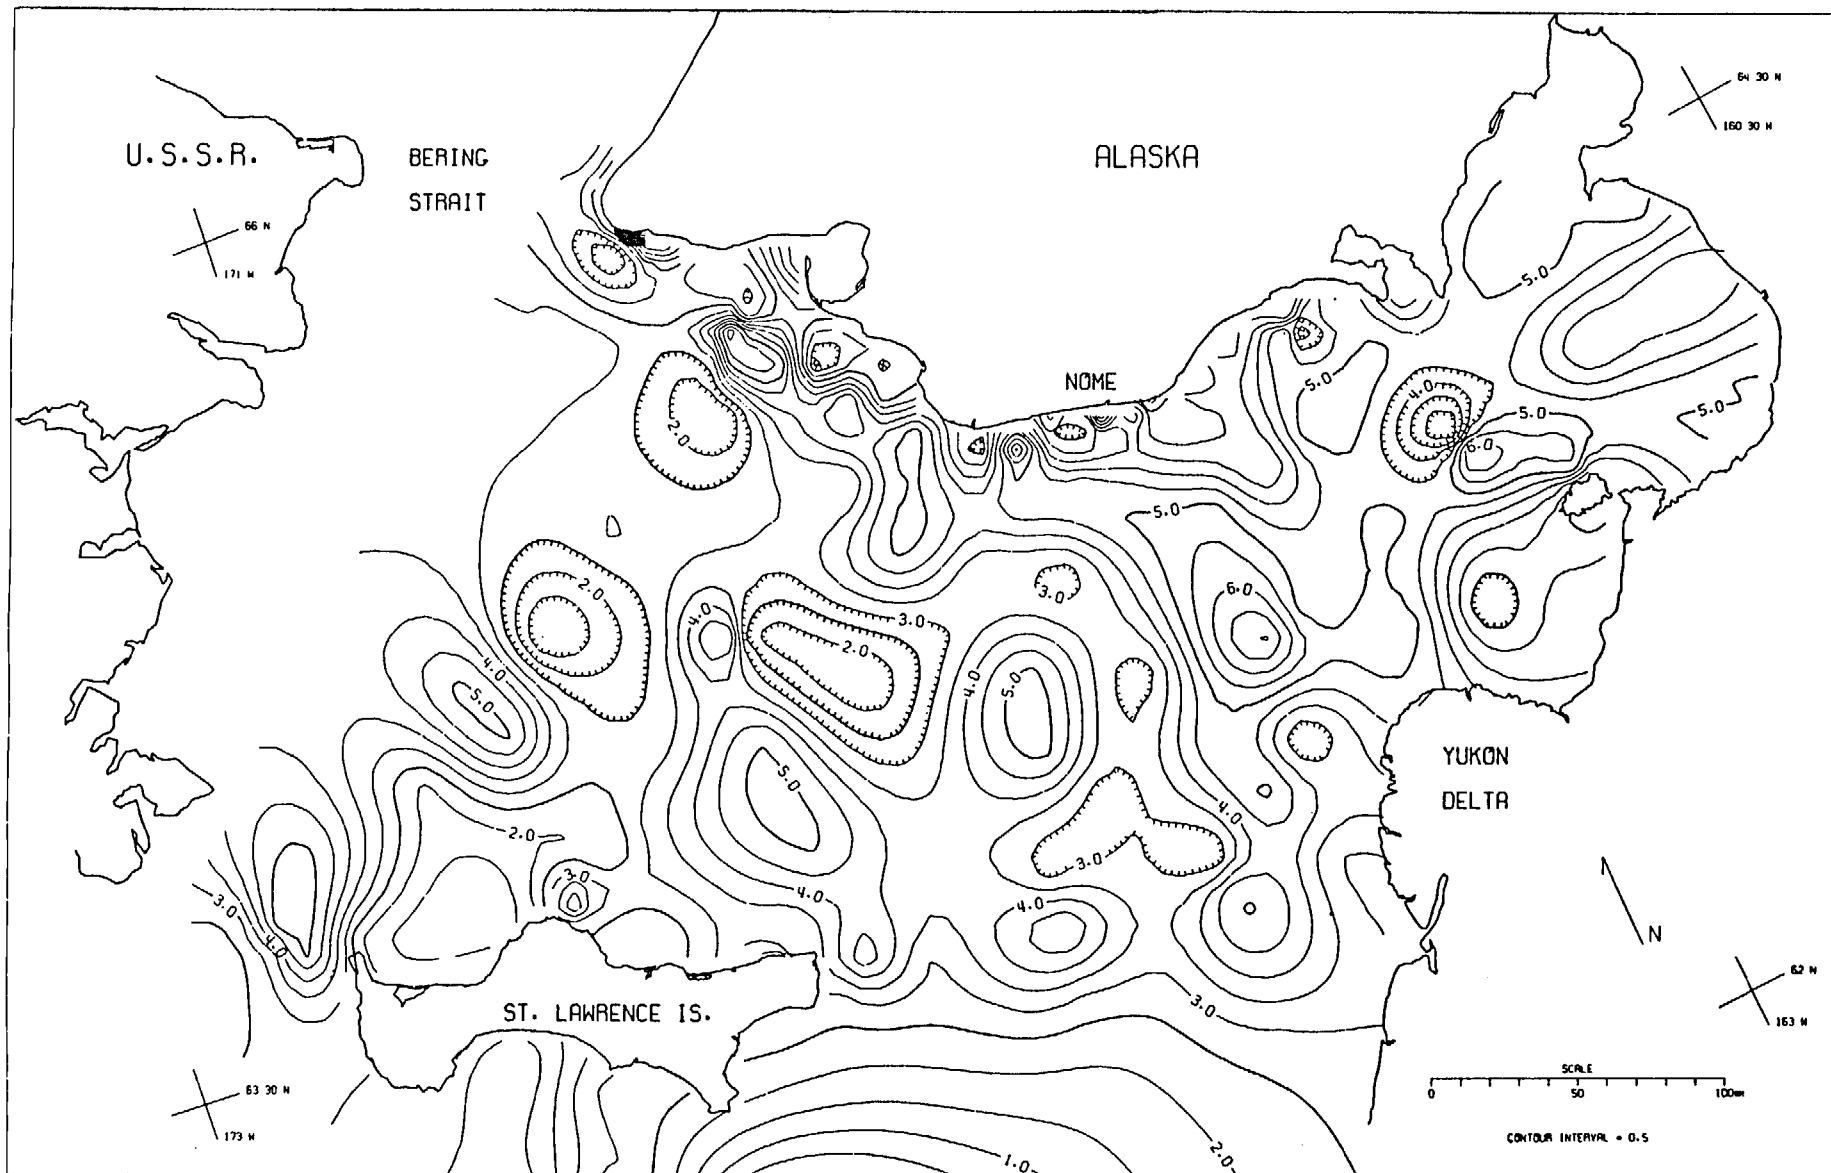 U.S.S.R.
BERING
STRAIT
ALASKA
64 30 N
160 30 W
66 N
171 W
5.0
NOME
5.0
4.0
5.0
5.0
2.0
6.0
5.0
2.0
3.0
6.0
4.0
3.0
2.0
4.0
5.0
4.0
5.0
YUKON
DELTA
5.0
4.0
2.0
3.0
3.0
4.0
4.0
3.0
4.0
N
62 N
163 W
3.0
ST. LAWRENCE IS.
SCALE
0 50 100KM
63 30 N
173 W
CONTOUR INTERVAL = 0.5
2.0
1.0